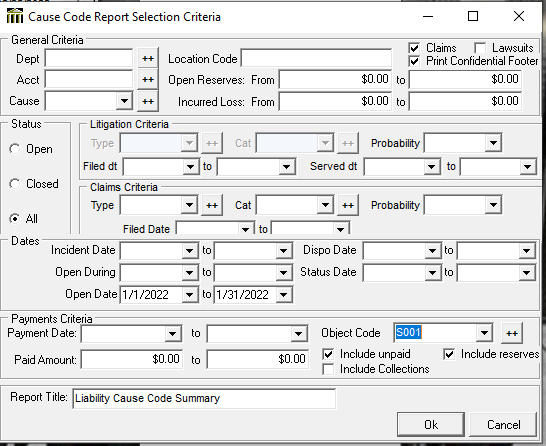 Cause Code Report Selection Criteria
General Criteria
Dept ++ Location Code Claims Lawsuits
Print Confidential Footer
Acct ++ Open Reserves: From $0.00 to $0.00
Cause ++ Incurred Loss: From $0.00 to $0.00
Status
Open
Closed
All
Litigation Criteria
Type ++ Cat ++ Probability
Filed dt to Served dt to
Claims Criteria
Type ++ Cat ++ Probability
Filed Date to
Dates
Incident Date to Dispo Date to
Open During to Status Date to
Open Date 1/1/2022 to 1/31/2022
Payments Criteria
Payment Date: to Object Code S001 ++
Paid Amount: $0.00 to $0.00 Include unpaid Include reserves
Include Collections
Report Title: Liability Cause Code Summary
Ok Cancel